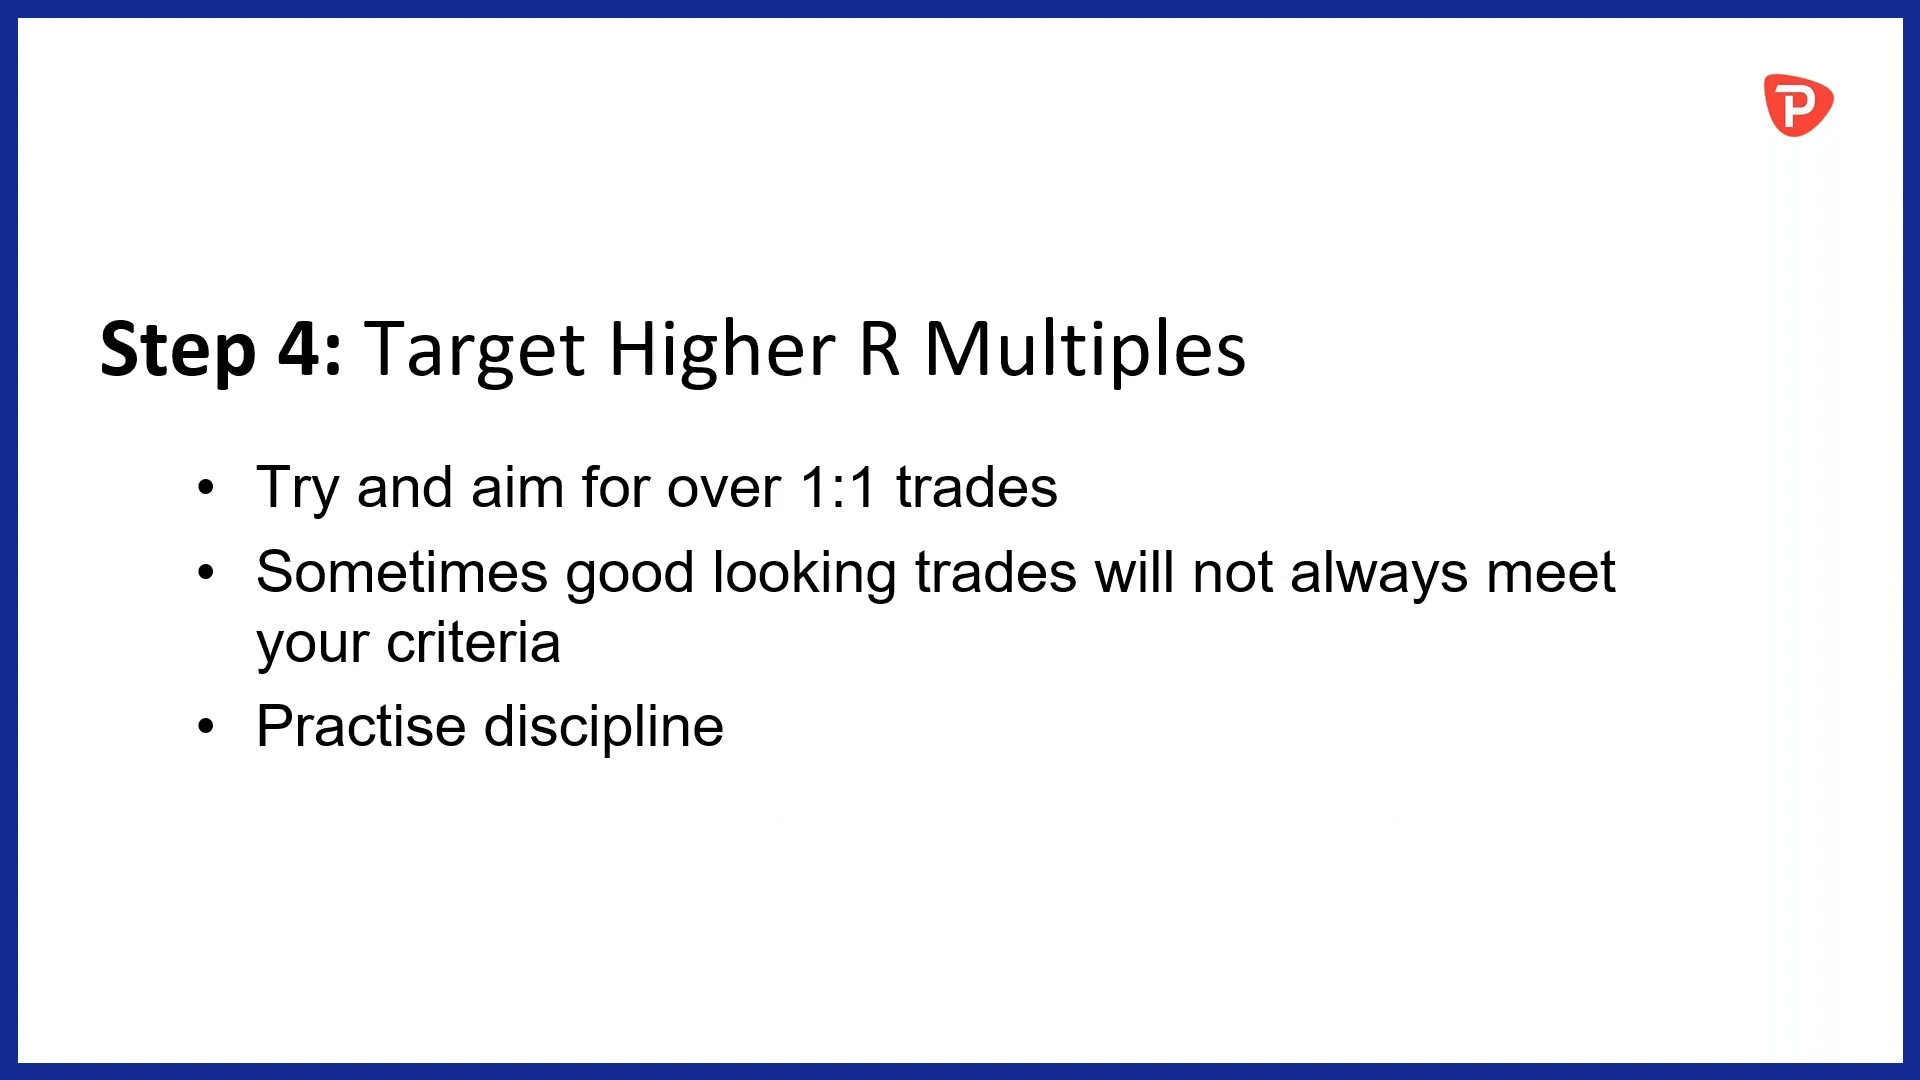 P
Step 4: Target Higher R Multiples
• Try and aim for over 1:1 trades
• Sometimes good looking trades will not always meet
your criteria
• Practise discipline